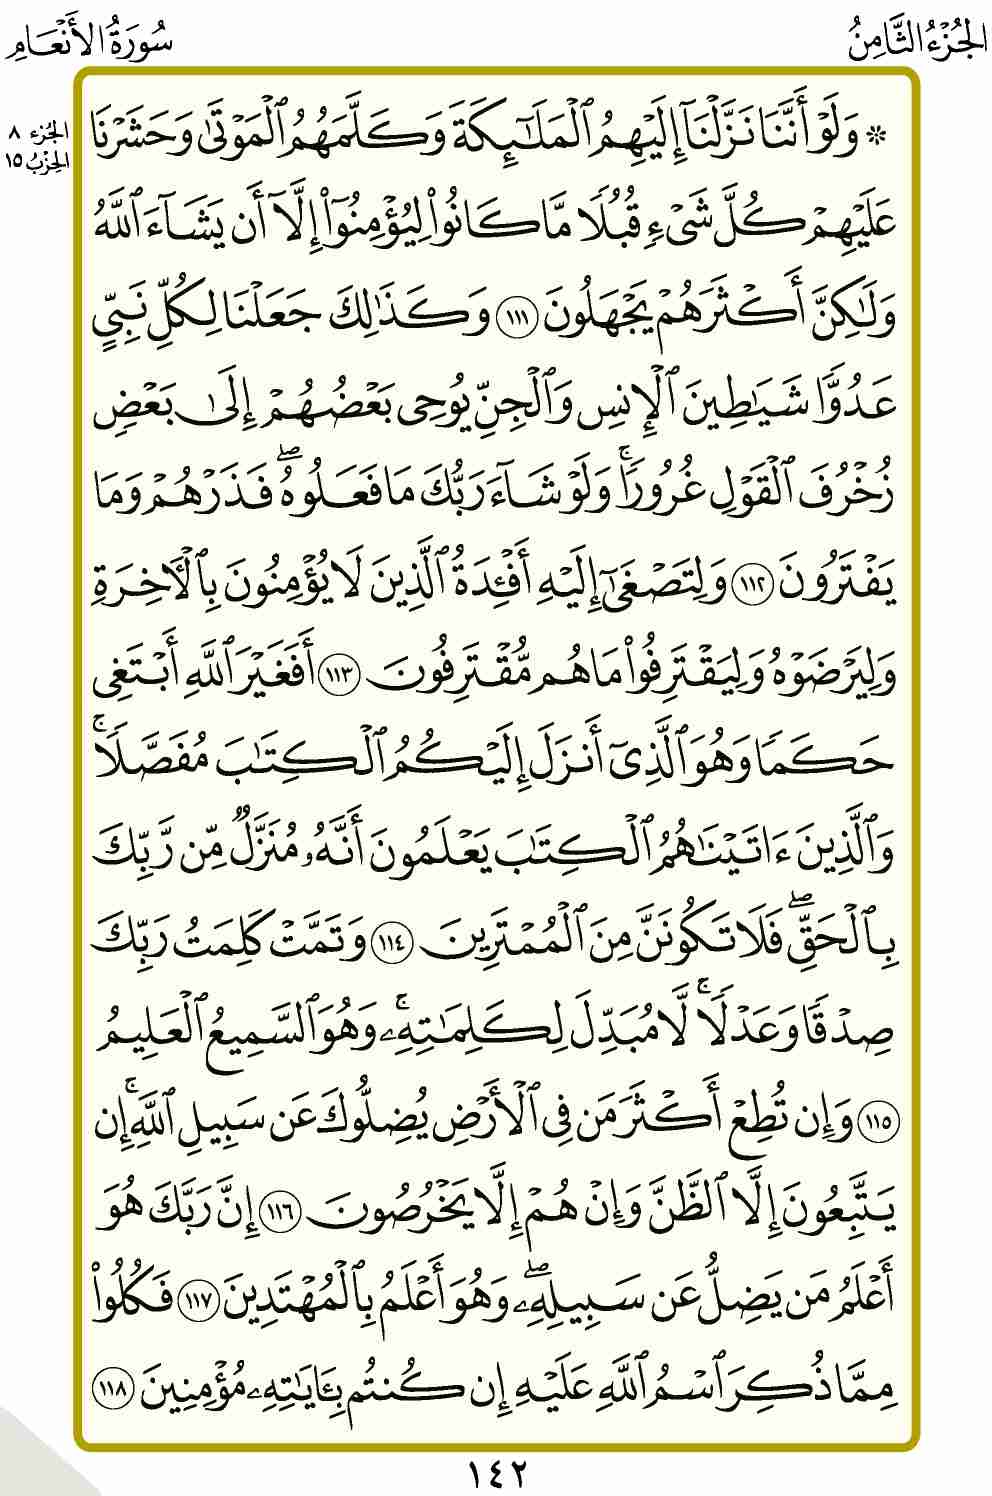 الجُزْءُ الثَّامِنُ
سُورَةُ الأَنْعَامِ
الجُزء ٨
الحِزْبُ ١٥
۞ وَلَوْ أَنَّنَا نَزَّلْنَآ إِلَيْهِمُ ٱلْمَلَـٰٓئِكَةَ وَكَلَّمَهُمُ ٱلْمَوْتَىٰ وَحَشَرْنَا
عَلَيْهِمْ كُلَّ شَىْءٍ قُبُلًا مَّا كَانُوا۟ لِيُؤْمِنُوٓا۟ إِلَّآ أَن يَشَآءَ ٱللَّهُ
وَلَـٰكِنَّ أَكْثَرَهُمْ يَجْهَلُونَ ١١١ وَكَذَٰلِكَ جَعَلْنَا لِكُلِّ نَبِىٍّ
عَدُوًّا شَيَـٰطِينَ ٱلْإِنسِ وَٱلْجِنِّ يُوحِى بَعْضُهُمْ إِلَىٰ بَعْضٍ
زُخْرُفَ ٱلْقَوْلِ غُرُورًا ۚ وَلَوْ شَآءَ رَبُّكَ مَا فَعَلُوهُ ۖ فَذَرْهُمْ وَمَا
يَفْتَرُونَ ١١٢ وَلِتَصْغَىٰٓ إِلَيْهِ أَفْـِٔدَةُ ٱلَّذِينَ لَا يُؤْمِنُونَ بِٱلْـَٔاخِرَةِ
وَلِيَرْضَوْهُ وَلِيَقْتَرِفُوا۟ مَا هُم مُّقْتَرِفُونَ ١١٣ أَفَغَيْرَ ٱللَّهِ أَبْتَغِى
حَكَمًا وَهُوَ ٱلَّذِىٓ أَنزَلَ إِلَيْكُمُ ٱلْكِتَـٰبَ مُفَصَّلًا ۚ
وَٱلَّذِينَ ءَاتَيْنَـٰهُمُ ٱلْكِتَـٰبَ يَعْلَمُونَ أَنَّهُۥ مُنَزَّلٌ مِّن رَّبِّكَ
بِٱلْحَقِّ ۖ فَلَا تَكُونَنَّ مِنَ ٱلْمُمْتَرِينَ ١١٤ وَتَمَّتْ كَلِمَتُ رَبِّكَ
صِدْقًا وَعَدْلًا ۚ لَّا مُبَدِّلَ لِكَلِمَـٰتِهِۦ ۚ وَهُوَ ٱلسَّمِيعُ ٱلْعَلِيمُ
١١٥ وَإِن تُطِعْ أَكْثَرَ مَن فِى ٱلْأَرْضِ يُضِلُّوكَ عَن سَبِيلِ ٱللَّهِ ۚ إِن
يَتَّبِعُونَ إِلَّا ٱلظَّنَّ وَإِنْ هُمْ إِلَّا يَخْرُصُونَ ١١٦ إِنَّ رَبَّكَ هُوَ
أَعْلَمُ مَن يَضِلُّ عَن سَبِيلِهِۦ ۖ وَهُوَ أَعْلَمُ بِٱلْمُهْتَدِينَ ١١٧ فَكُلُوا۟
مِمَّا ذُكِرَ ٱسْمُ ٱللَّهِ عَلَيْهِ إِن كُنتُم بِـَٔايَـٰتِهِۦ مُؤْمِنِينَ ١١٨
١٤٢